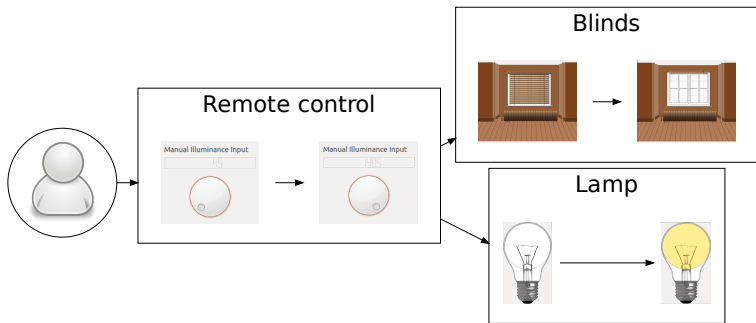 Blinds
Remote control
Manual Illuminance Input
Manual Illuminance Input
Lamp